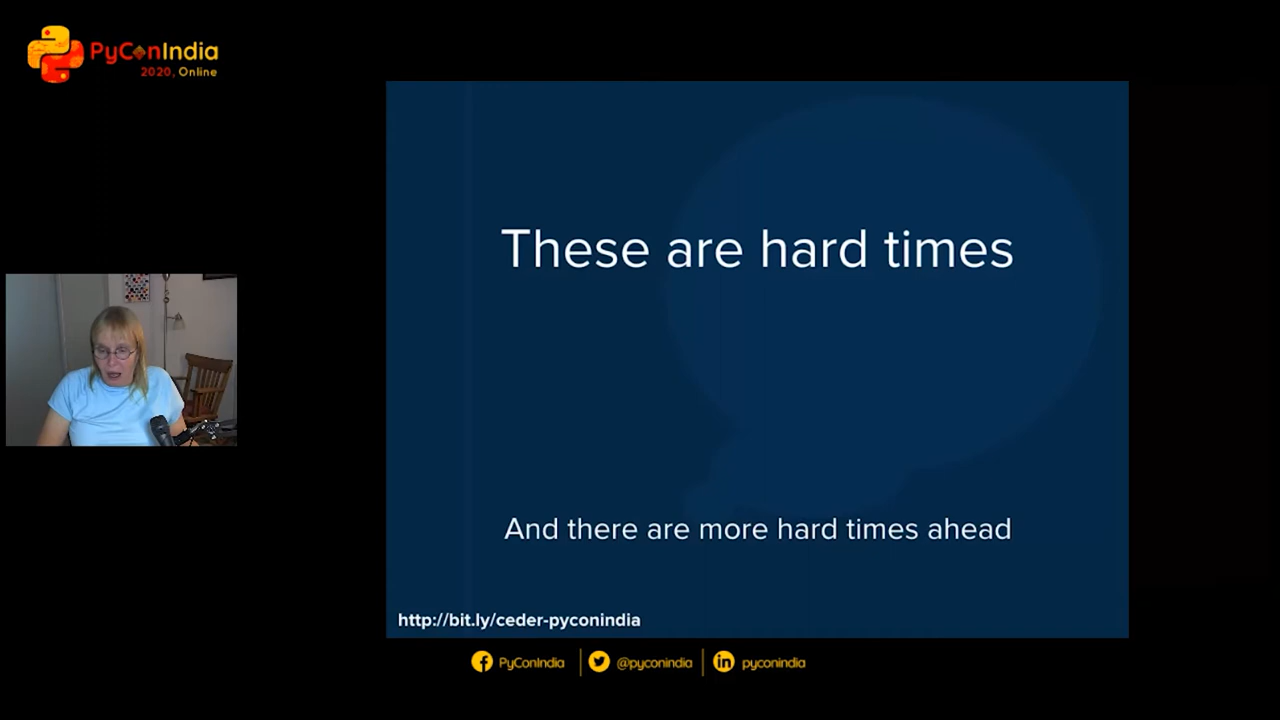 PyConIndia
2020, Online
These are hard times
And there are more hard times ahead
http://bit.ly/ceder-pyconindia
PyConIndia
@pyconindia
pyconindia